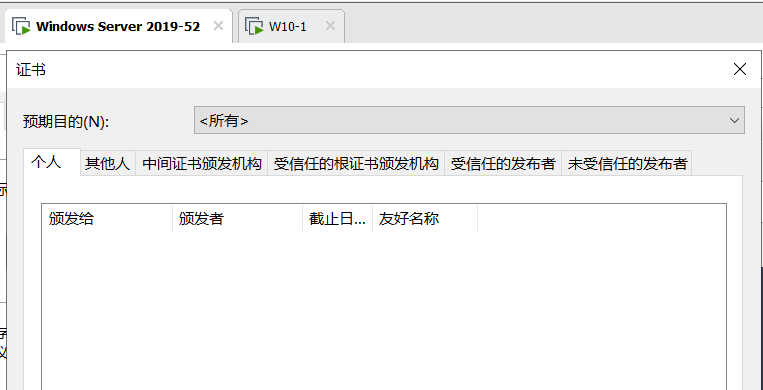 Windows Server 2019-52 W10-1
证书
预期目的(N): <所有>
个人 其他人 中间证书颁发机构 受信任的根证书颁发机构 受信任的发布者 未受信任的发布者
颁发给 颁发者 截止日... 友好名称